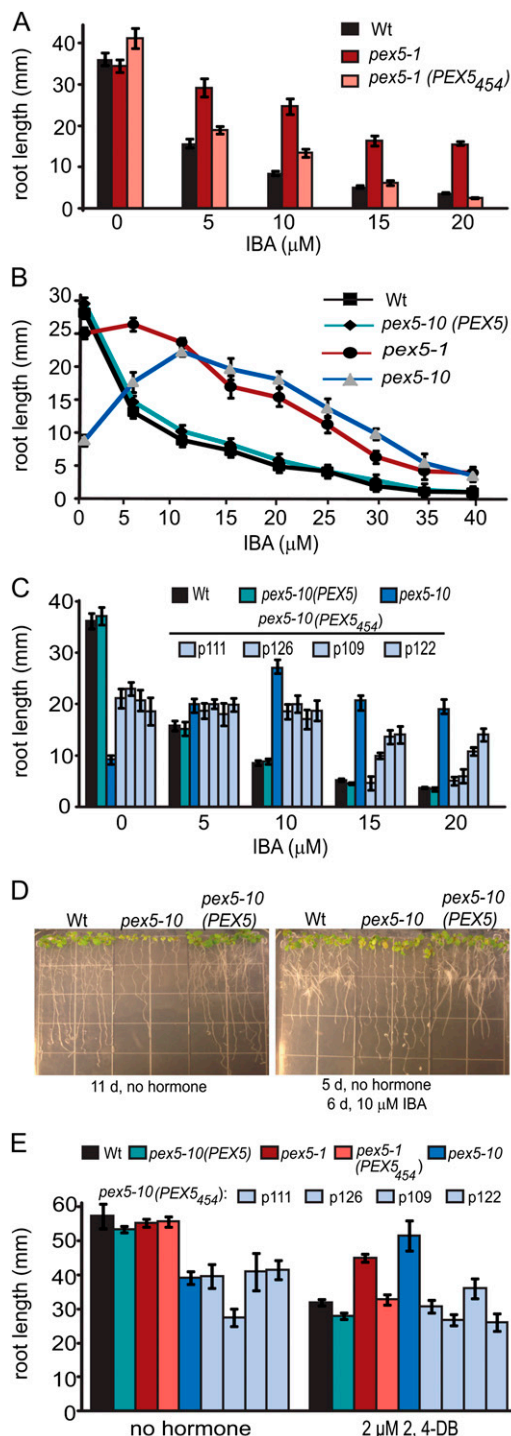 A
Wt
pex5-1
pex5-1 (PEX5454)
root length (mm)
40
30
20
10
0
0 5 10 15 20
IBA (μM)
B
Wt
pex5-10 (PEX5)
pex5-1
pex5-10
root length (mm)
30
25
20
15
10
5
0
0 5 10 15 20 25 30 35 40
IBA (μM)
C
Wt pex5-10(PEX5) pex5-10
pex5-10(PEX5454)
p111 p126 p109 p122
root length (mm)
40
30
20
10
0
0 5 10 15 20
IBA (μM)
D
Wt pex5-10 pex5-10 (PEX5)
Wt pex5-10 pex5-10 (PEX5)
11 d, no hormone
5 d, no hormone
6 d, 10 μM IBA
E
Wt pex5-10(PEX5) pex5-1 pex5-1 (PEX5454) pex5-10
pex5-10(PEX5454): p111 p126 p109 p122
root length (mm)
60
50
40
30
20
10
0
no hormone
2 μM 2, 4-DB